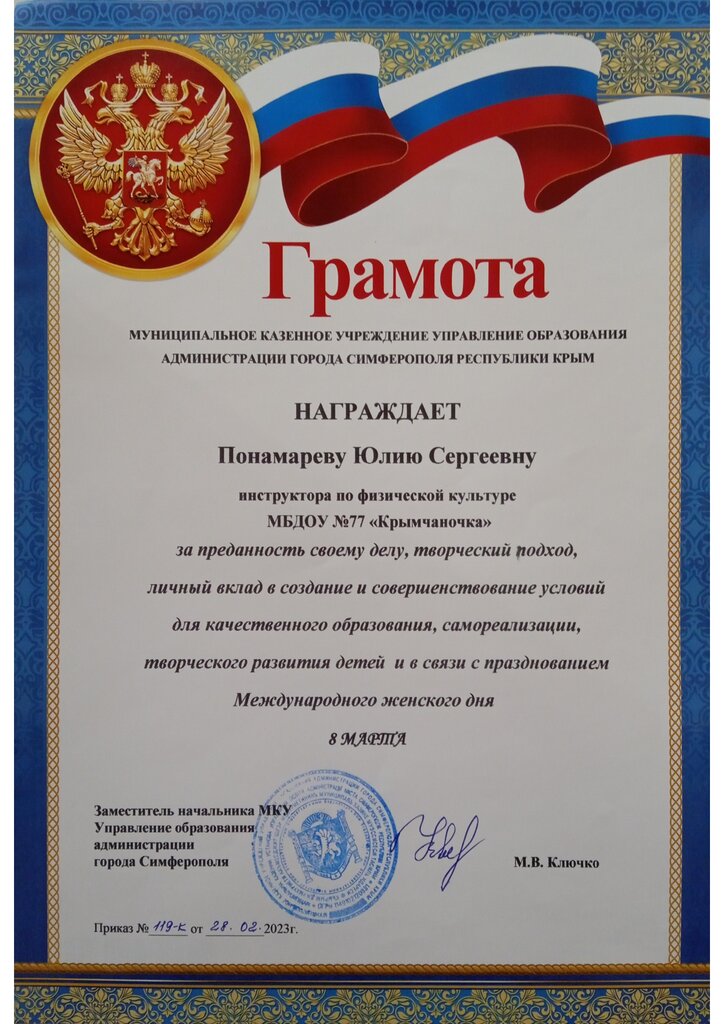 Грамота
МУНИЦИПАЛЬНОЕ КАЗЕННОЕ УЧРЕЖДЕНИЕ УПРАВЛЕНИЕ ОБРАЗОВАНИЯ
АДМИНИСТРАЦИИ ГОРОДА СИМФЕРОПОЛЯ РЕСПУБЛИКИ КРЫМ
НАГРАЖДАЕТ
Понамареву Юлию Сергеевну
инструктора по физической культуре
МБДОУ №77 «Крымчаночка»
за преданность своему делу, творческий подход,
личный вклад в создание и совершенствование условий
для качественного образования, самореализации,
творческого развития детей и в связи с празднованием
Международного женского дня
8 МАРТА
Заместитель начальника МКУ
Управление образования
администрации
города Симферополя
М.В. Ключко
Приказ № 119-к от 28. 02. 2023г.